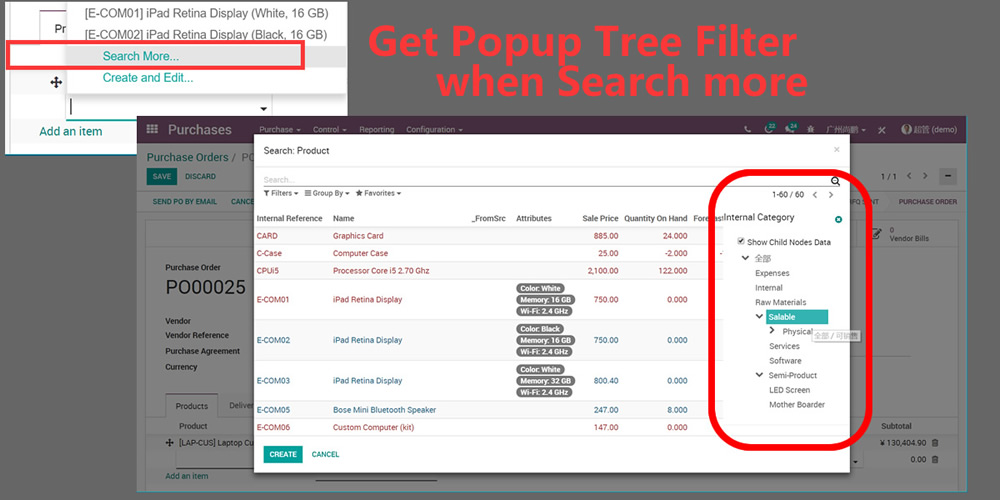 [E-COM01] iPad Retina Display (White, 16 GB)
[E-COM02] iPad Retina Display (Black, 16 GB)
Search More...
Create and Edit...
Add an item
Get Popup Tree Filter
when Search more
Purchases Purchase Control Reporting Configuration 22 24 广州尚鹏 超管 (demo)
Purchase Orders /
SAVE DISCARD 1 / 1
SEND PO BY EMAIL PURCHASE ORDER
0
Vendor Bills
Purchase Order
PO00025
Vendor
Vendor Reference
Purchase Agreement
Currency
Products
Product Subtotal
[LAP-CUS] Laptop ¥ 130,404.90
0.00
Add an item
Search: Product ×
Search...
Filters Group By Favorites 1-60 / 60
Internal Reference Name _FromSrc Attributes Sale Price Quantity On Hand
CARD Graphics Card 885.00 24.000
C-Case Computer Case 25.00 -2.000
CPUi5 Processor Core i5 2.70 Ghz 2,100.00 122.000
E-COM01 iPad Retina Display Color: White Memory: 16 GB Wi-Fi: 2.4 GHz 750.00 0.000
E-COM02 iPad Retina Display Color: Black Memory: 16 GB Wi-Fi: 2.4 GHz 750.00 0.000
E-COM03 iPad Retina Display Color: White Memory: 32 GB Wi-Fi: 2.4 GHz 800.40 0.000
E-COM05 Bose Mini Bluetooth Speaker 247.00 8.000
E-COM06 Custom Computer (kit) 147.00 0.000
CREATE CANCEL
Internal Category
Show Child Nodes Data
全部
Expenses
Internal
Raw Materials
Salable
Physical
全部 / 可销售
Services
Software
Semi-Product
LED Screen
Mother Boarder